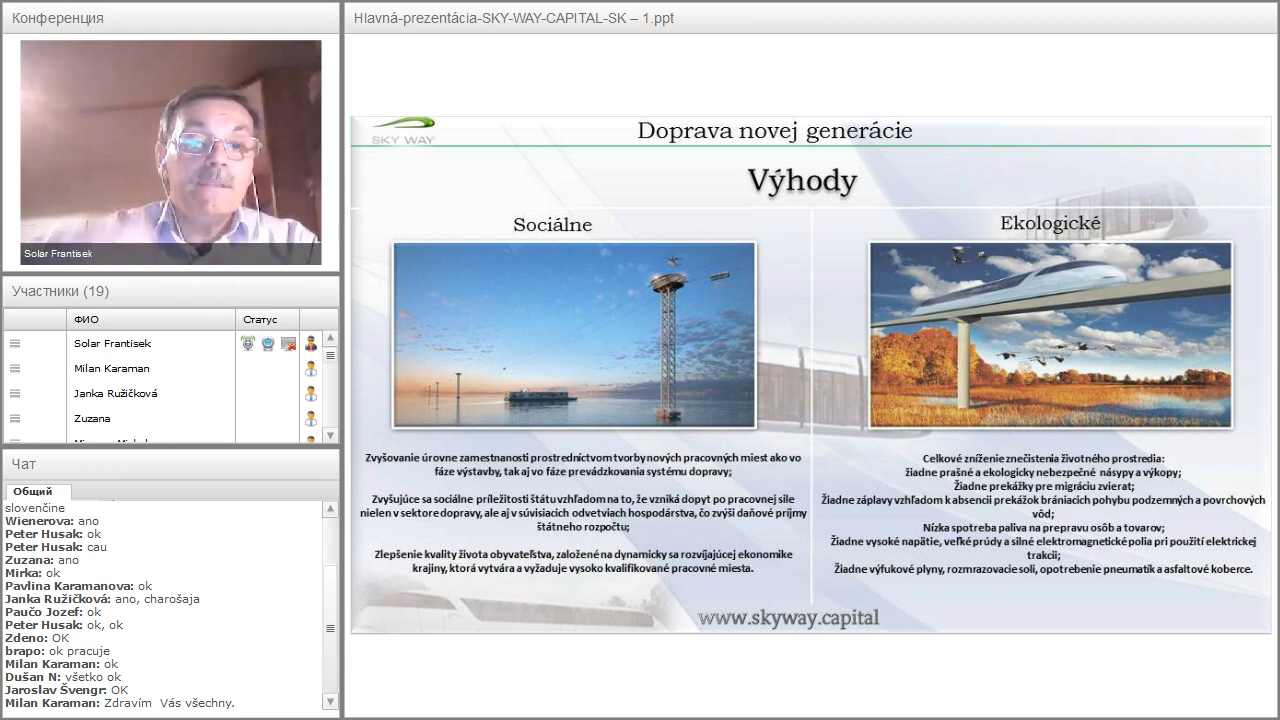 Конференция
Solar Frantisek
Участники (19)
ФИО
Статус
Solar Frantisek
Milan Karaman
Janka Ružičková
Zuzana
Чат
Общий
slovenčine
Wienerova: ano
Peter Husak: ok
Peter Husak: cau
Zuzana: ano
Mirka: ok
Pavlina Karamanova: ok
Janka Ružičková: ano, charošaja
Paučo Jozef: ok
Peter Husak: ok, ok
Zdeno: OK
brapo: ok pracuje
Milan Karaman: ok
Dušan N: všetko ok
Jaroslav Švengr: OK
Milan Karaman: Zdravím  Vás všechny.
Hlavná-prezentácia-SKY-WAY-CAPITAL-SK – 1.ppt
SKY WAY
Doprava novej generácie
Výhody
Sociálne
Zvyšovanie úrovne zamestnanosti prostredníctvom tvorby nových pracovných miest ako vo
fáze výstavby, tak aj vo fáze prevádzkovania systému dopravy;
Zvyšujúce sa sociálne príležitosti štátu vzhľadom na to, že vzniká dopyt po pracovnej sile
nielen v sektore dopravy, ale aj v súvisiacich odvetviach hospodárstva, čo zvýši daňové príjmy
štátneho rozpočtu;
Zlepšenie kvality života obyvateľstva, založené na dynamicky sa rozvíjajúcej ekonomike
krajiny, ktorá vytvára a vyžaduje vysoko kvalifikované pracovné miesta.
Ekologické
Celkové zníženie znečistenia životného prostredia:
žiadne prašné a ekologicky nebezpečné násypy a výkopy;
Žiadne prekážky pre migráciu zvierat;
Žiadne záplavy vzhľadom k absencii prekážok brániacich pohybu podzemných a povrchových
vôd;
Nízka spotreba paliva na prepravu osôb a tovarov;
Žiadne vysoké napätie, veľké prúdy a silné elektromagnetické polia pri použití elektrickej
trakcii;
Žiadne výfukové plyny, rozmrazovacie soli, opotrebenie pneumatík a asfaltové koberce.
www.skyway.capital